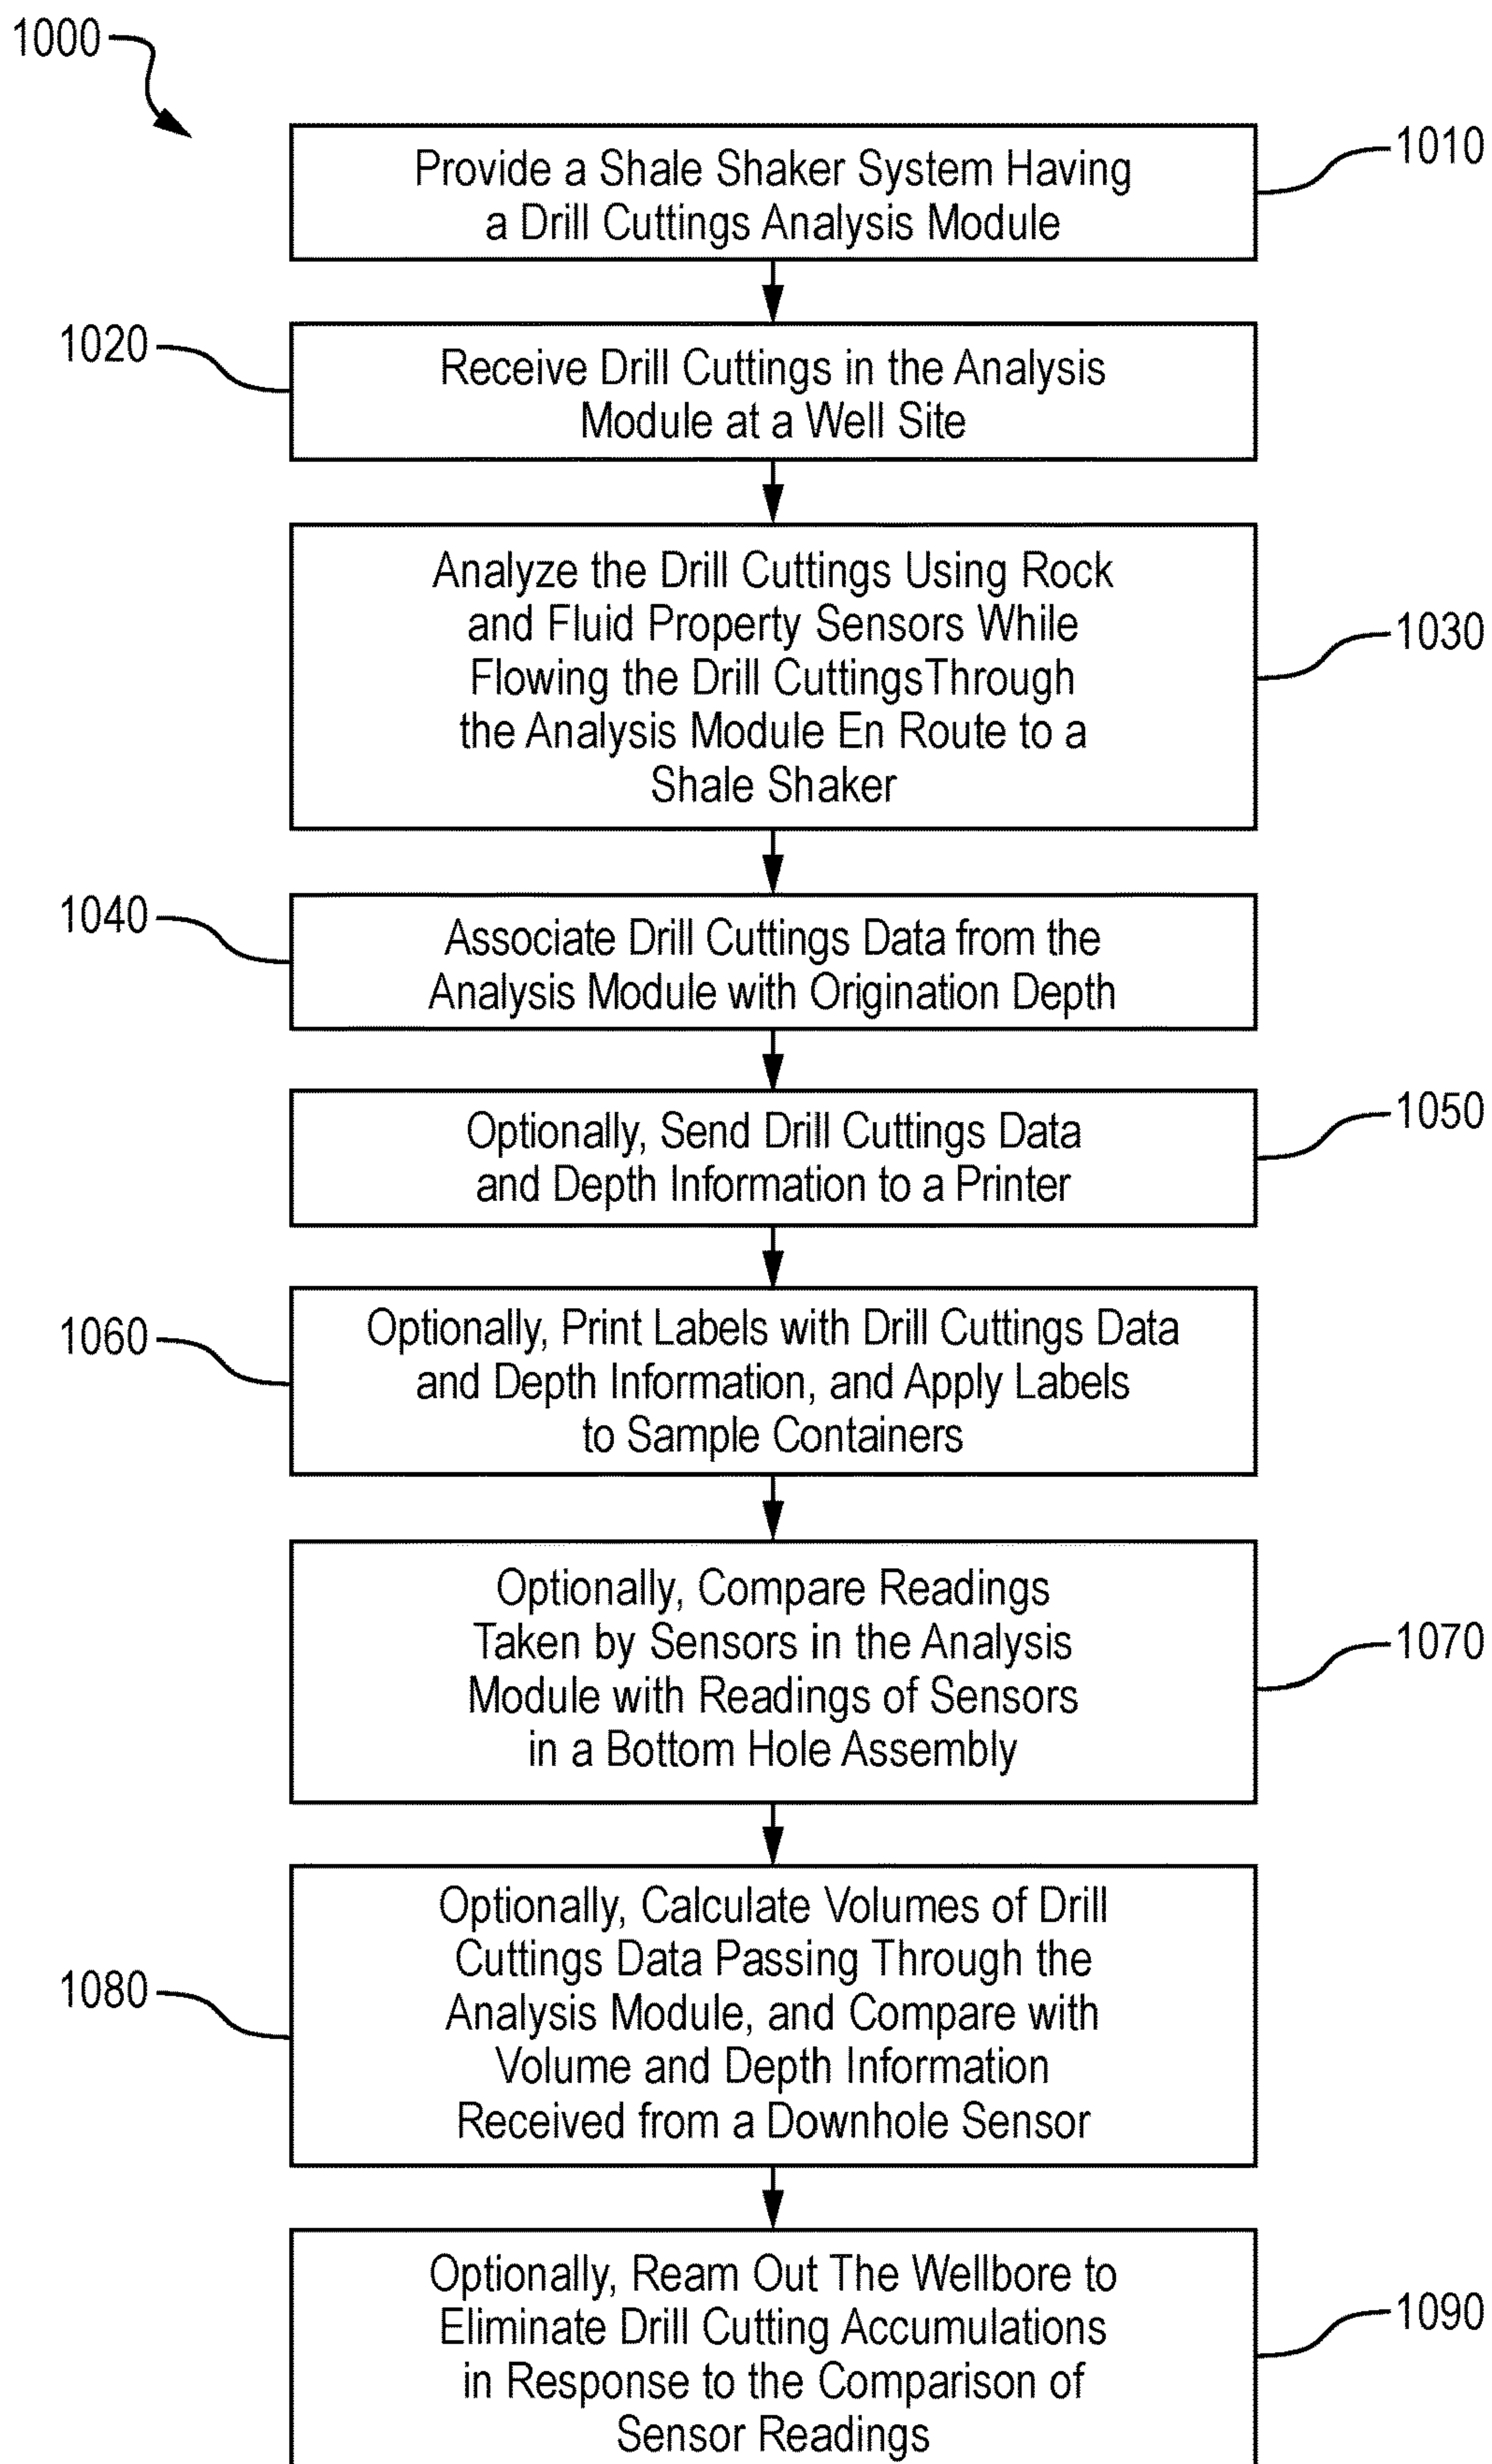 1000
Provide a Shale Shaker System Having
a Drill Cuttings Analysis Module
1010
1020
Receive Drill Cuttings in the Analysis
Module at a Well Site
Analyze the Drill Cuttings Using Rock
and Fluid Property Sensors While
Flowing the Drill CuttingsThrough
the Analysis Module En Route to a
Shale Shaker
1030
1040
Associate Drill Cuttings Data from the
Analysis Module with Origination Depth
Optionally, Send Drill Cuttings Data
and Depth Information to a Printer
1050
1060
Optionally, Print Labels with Drill Cuttings Data
and Depth Information, and Apply Labels
to Sample Containers
Optionally, Compare Readings
Taken by Sensors in the Analysis
Module with Readings of Sensors
in a Bottom Hole Assembly
1070
1080
Optionally, Calculate Volumes of Drill
Cuttings Data Passing Through the
Analysis Module, and Compare with
Volume and Depth Information
Received from a Downhole Sensor
Optionally, Ream Out The Wellbore to
Eliminate Drill Cutting Accumulations
in Response to the Comparison of
Sensor Readings
1090